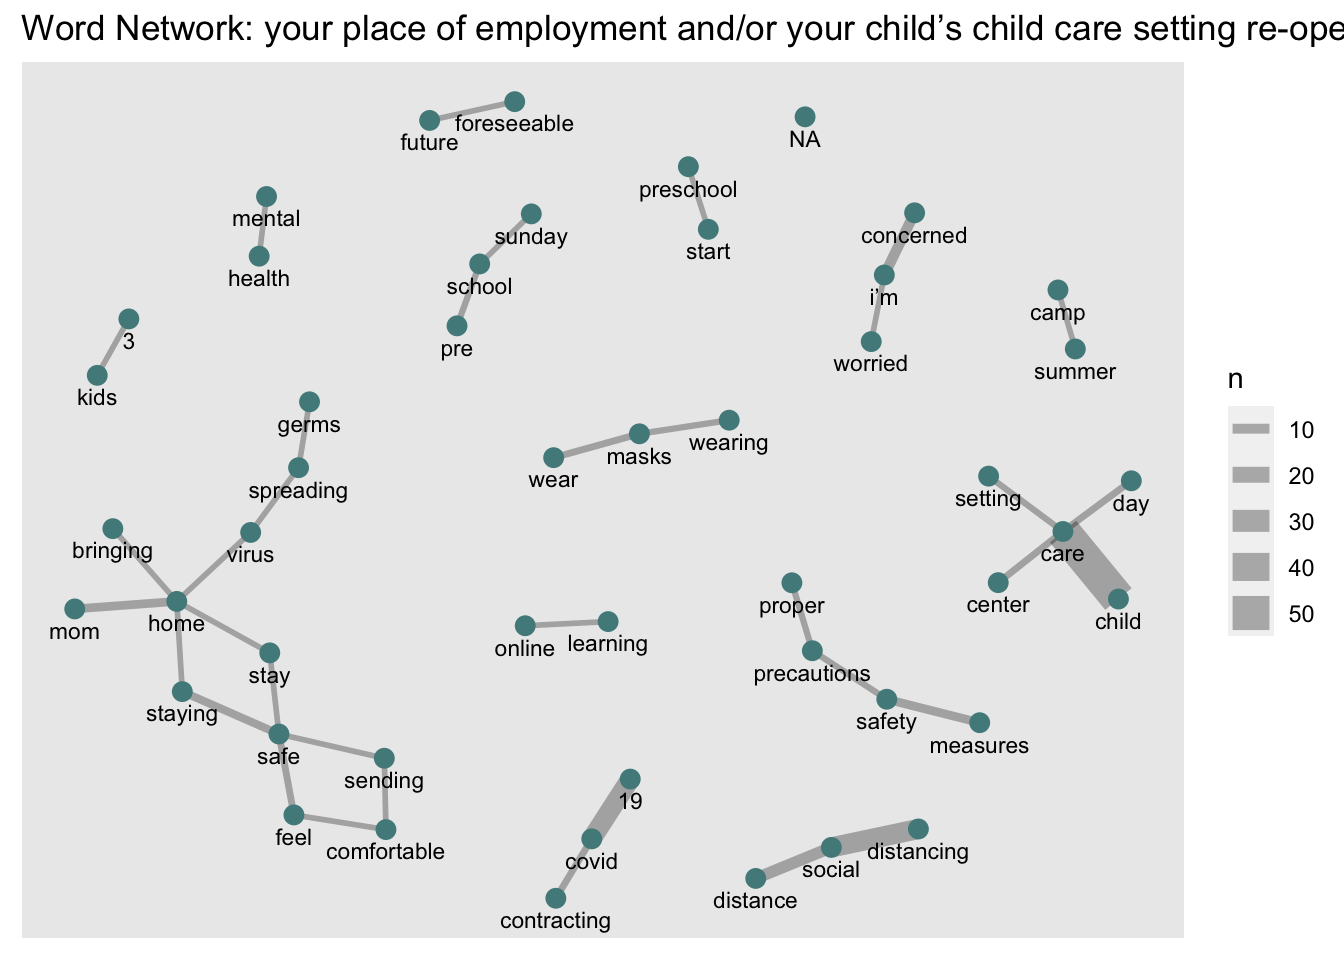 Word Network: your place of employment and/or your child’s child care setting re-ope
future
foreseeable
NA
preschool
mental
sunday
concerned
start
health
school
i'm
camp
3
pre
worried
summer
kids
germs
wearing
masks
wear
spreading
setting
day
bringing
virus
care
proper
center
child
home
mom
online
learning
stay
precautions
staying
safety
measures
safe
sending
19
feel
comfortable
covid
distancing
social
distance
contracting
n
10
20
30
40
50